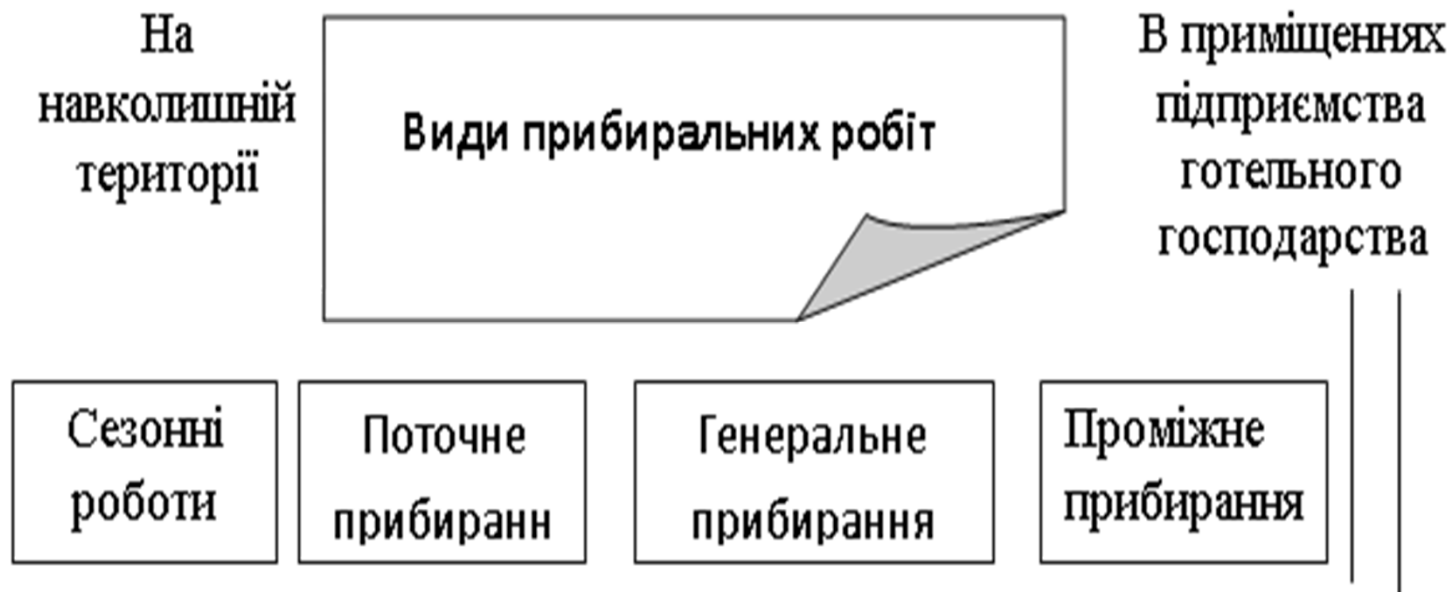 На
навколишній
території
Види прибиральних робіт
В приміщеннях
підприємства
готельного
господарства
Сезонні
роботи
Поточне
прибиранн
Генеральне
прибирання
Проміжне
прибирання